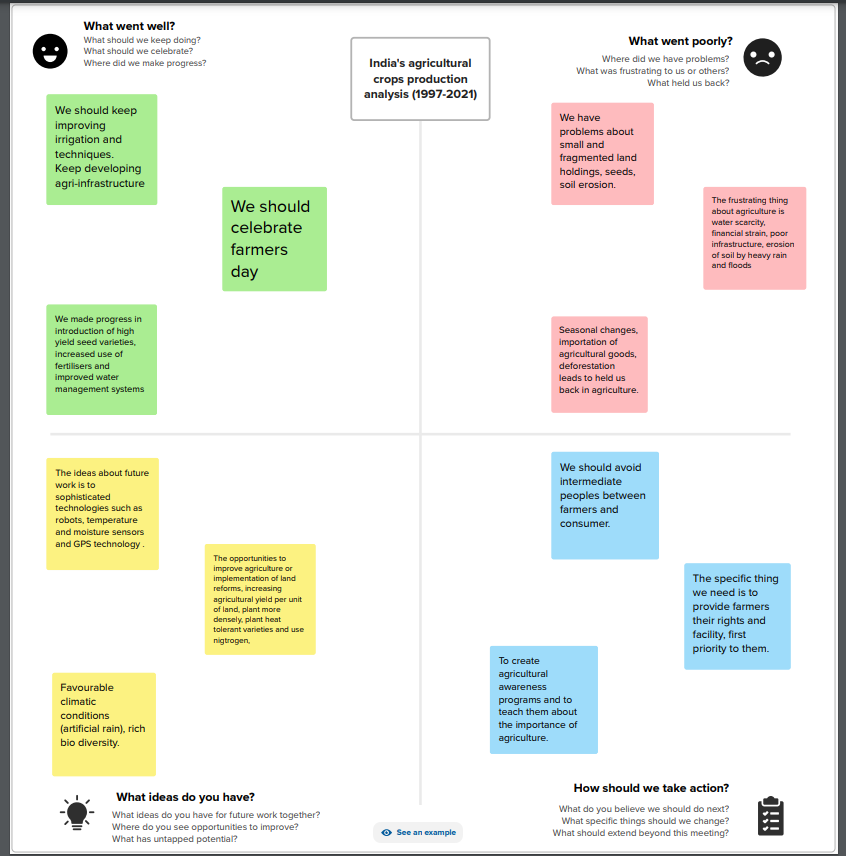 What went well?
What should we keep doing?
What should we celebrate?
Where did we make progress?
India's agricultural
crops production
analysis (1997-2021)
What went poorly?
Where did we have problems?
What was frustrating to us or others?
What held us back?
We should keep
improving
irrigation and
techniques.
Keep developing
agri-infrastructure
We should
celebrate
farmers
day
We made progress in
introduction of high
yield seed varieties,
increased use of
fertilisers and
improved water
management systems
We have
problems about
small and
fragmented land
holdings, seeds,
soil erosion.
The frustrating thing
about agriculture is
water scarcity,
financial strain, poor
infrastructure, erosion
of soil by heavy rain
and floods
Seasonal changes,
importation of
agricultural goods,
deforestation
leads to held us
back in agriculture.
The ideas about future
work is to
sophisticated
technologies such as
robots, temperature
and moisture sensors
and GPS technology .
The opportunities to
improve agriculture or
implementation of land
reforms, increasing
agricultural yield per unit
of land, plant more
densely, plant heat
tolerant varieties and use
nigtrogen,
Favourable
climatic
conditions
(artificial rain), rich
bio diversity.
We should avoid
intermediate
peoples between
farmers and
consumer.
The specific thing
we need is to
provide farmers
their rights and
facility, first
priority to them.
To create
agricultural
awareness
programs and to
teach them about
the importance of
agriculture.
What ideas do you have?
What ideas do you have for future work together?
Where do you see opportunities to improve?
What has untapped potential?
See an example
How should we take action?
What do you believe we should do next?
What specific things should we change?
What should extend beyond this meeting?